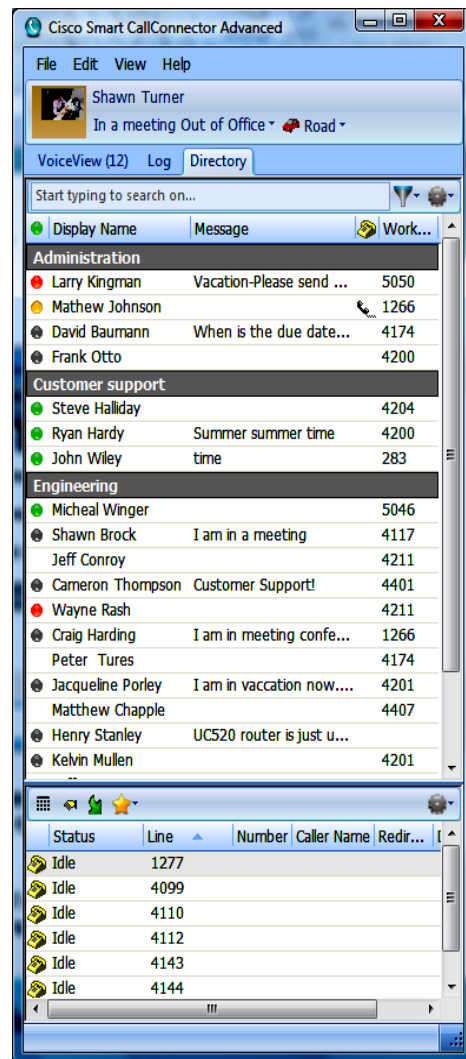 Cisco Smart CallConnector Advanced
File Edit View Help
Shawn Turner
In a meeting Out of Office Road
VoiceView (12) Log Directory
Start typing to search on...
Display Name Message Work...
Administration
Larry Kingman Vacation-Please send ... 5050
Mathew Johnson 1266
David Baumann When is the due date... 4174
Frank Otto 4200
Customer support
Steve Halliday 4204
Ryan Hardy Summer summer time 4200
John Wiley time 283
Engineering
Micheal Winger 5046
Shawn Brock I am in a meeting 4117
Jeff Conroy 4211
Cameron Thompson Customer Support! 4401
Wayne Rash 4211
Craig Harding I am in meeting confe... 1266
Peter Tures 4174
Jacqueline Porley I am in vaccation now.... 4201
Matthew Chapple 4407
Henry Stanley UC520 router is just u...
Kelvin Mullen 4201
Status Line Number Caller Name Redir...
Idle 1277
Idle 4099
Idle 4110
Idle 4112
Idle 4143
Idle 4144